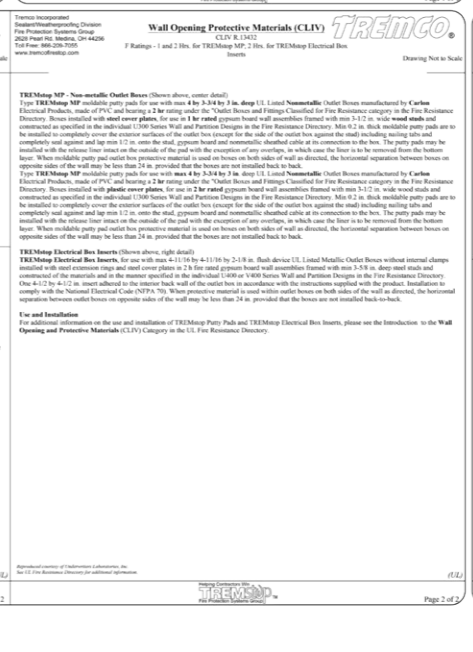 Tremco Incorporated
Sealant/Weatherproofing Division
Fire Protection Systems Group
Toll Free: 866-209-7055
www.tremcofirestop.com
Wall Opening Protective Materials (CLIV)
CLIV R.13432
F Ratings - 1 and 2 Hrs. for TREMstop MP; 2 Hrs. for TREMstop Electrical Box
Inserts
TREMCO®
Drawing Not to Scale
TREMstop MP - Non-metallic Outlet Boxes (Shown above, center detail)
Type TREMstop MP moldable putty pads for use with max 4 by 3-3/4 by 3 in. deep UL Listed Nonmetallic Outlet Boxes manufactured by Carlon
Electrical Products, made of PVC and bearing a 2 hr rating under the "Outlet Boxes and Fittings Classified for Fire Resistance category in the Fire Resistance
Directory. Boxes installed with steel cover plates, for use in 1 hr rated gypsum board wall assemblies framed with min 3-1/2 in. wide wood studs and
constructed as specified in the individual U300 Series Wall and Partition Designs in the Fire Resistance Directory. Min 0.2 in. thick moldable putty pads are to
be installed to completely cover the exterior surfaces of the outlet box (except for the side of the outlet box against the stud) including nailing tabs and
completely seal against and lap min 1/2 in. onto the stud, gypsum board and nonmetallic sheathed cable at its connection to the box. The putty pads may be
installed with the release liner intact on the outside of the pad with the exception of any overlaps, in which case the liner is to be removed from the bottom
layer. When moldable putty pad outlet box protective material is used on boxes on both sides of wall as directed, the horizontal separation between boxes on
opposite sides of the wall may be less than 24 in. provided that the boxes are not installed back to back.
Type TREMstop MP moldable putty pads for use with max 4 by 3-3/4 by 3 in. deep UL Listed Nonmetallic Outlet Boxes manufactured by Carlon
Electrical Products, made of PVC and bearing a 2 hr rating under the "Outlet Boxes and Fittings Classified for Fire Resistance category in the Fire Resistance
Directory. Boxes installed with plastic cover plates, for use in 2 hr rated gypsum board wall assemblies framed with min 3-1/2 in. wide wood studs and
constructed as specified in the individual U300 Series Wall and Partition Designs in the Fire Resistance Directory. Min 0.2 in. thick moldable putty pads are to
be installed to completely cover the exterior surfaces of the outlet box (except for the side of the outlet box against the stud) including nailing tabs and
completely seal against and lap min 1/2 in. onto the stud, gypsum board and nonmetallic sheathed cable at its connection to the box. The putty pads may be
installed with the release liner intact on the outside of the pad with the exception of any overlaps, in which case the liner is to be removed from the bottom
layer. When moldable putty pad outlet box protective material is used on boxes on both sides of wall as directed, the horizontal separation between boxes on
opposite sides of the wall may be less than 24 in. provided that the boxes are not installed back to back.
TREMstop Electrical Box Inserts (Shown above, right detail)
TREMstop Electrical Box Inserts, for use with max 4-11/16 by 4-11/16 by 2-1/8 in. flush device UL Listed Metallic Outlet Boxes without internal clamps
installed with steel extension rings and steel cover plates in 2 h fire rated gypsum board wall assemblies framed with min 3-5/8 in. deep steel studs and
constructed of the materials and in the manner specified in the individual U400 or V400 Series Wall and Partition Designs in the Fire Resistance Directory.
One 4-1/2 by 4-1/2 in. insert adhered to the interior back wall of the outlet box in accordance with the instructions supplied with the product. Installation to
comply with the National Electrical Code (NFPA 70). When protective material is used within outlet boxes on both sides of the wall as directed, the horizontal
separation between outlet boxes on opposite sides of the wall may be less than 24 in. provided that the boxes are not installed back-to-back.
Use and Installation
For additional information on the use and installation of TREMstop Putty Pads and TREMstop Electrical Box Inserts, please see the Introduction to the Wall
Opening and Protective Materials (CLIV) Category in the UL Fire Resistance Directory.
Reproduced courtesy of Underwriters Laboratories, Inc.
See UL Fire Resistance Directory for additional information.
(UL)
TREMSTOP
Fire Protection Systems Group
Page 2 of 2